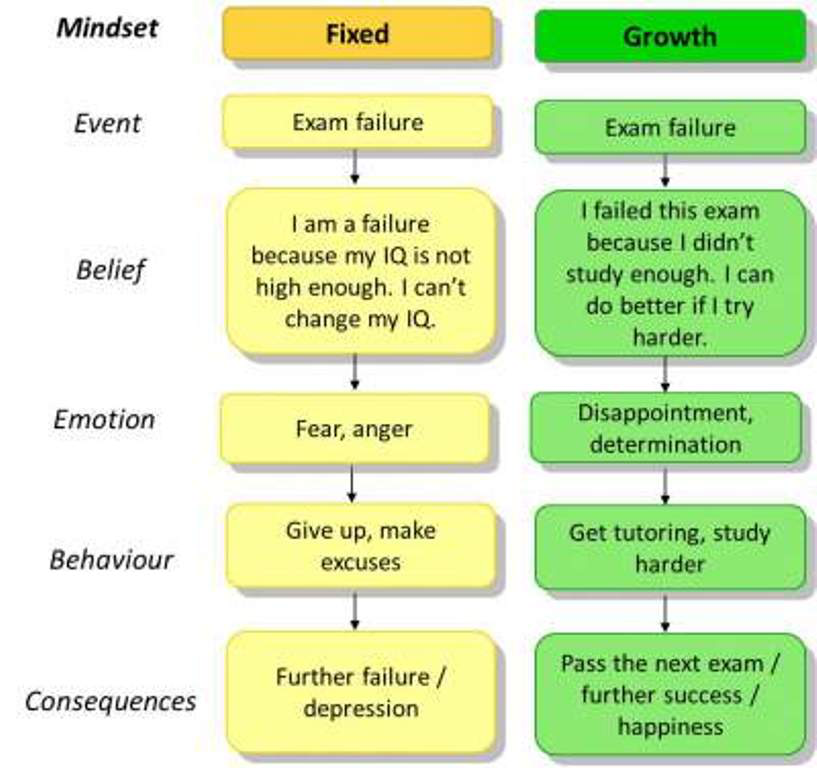 Mindset
Fixed
Growth
Event
Exam failure
Exam failure
Belief
I am a failure
because my IQ is not
high enough. I can't
change my IQ.
I failed this exam
because I didn't
study enough. I can
do better if I try
harder.
Emotion
Fear, anger
Disappointment,
determination
Behaviour
Give up, make
excuses
Get tutoring, study
harder
Consequences
Further failure /
depression
Pass the next exam /
further success /
happiness